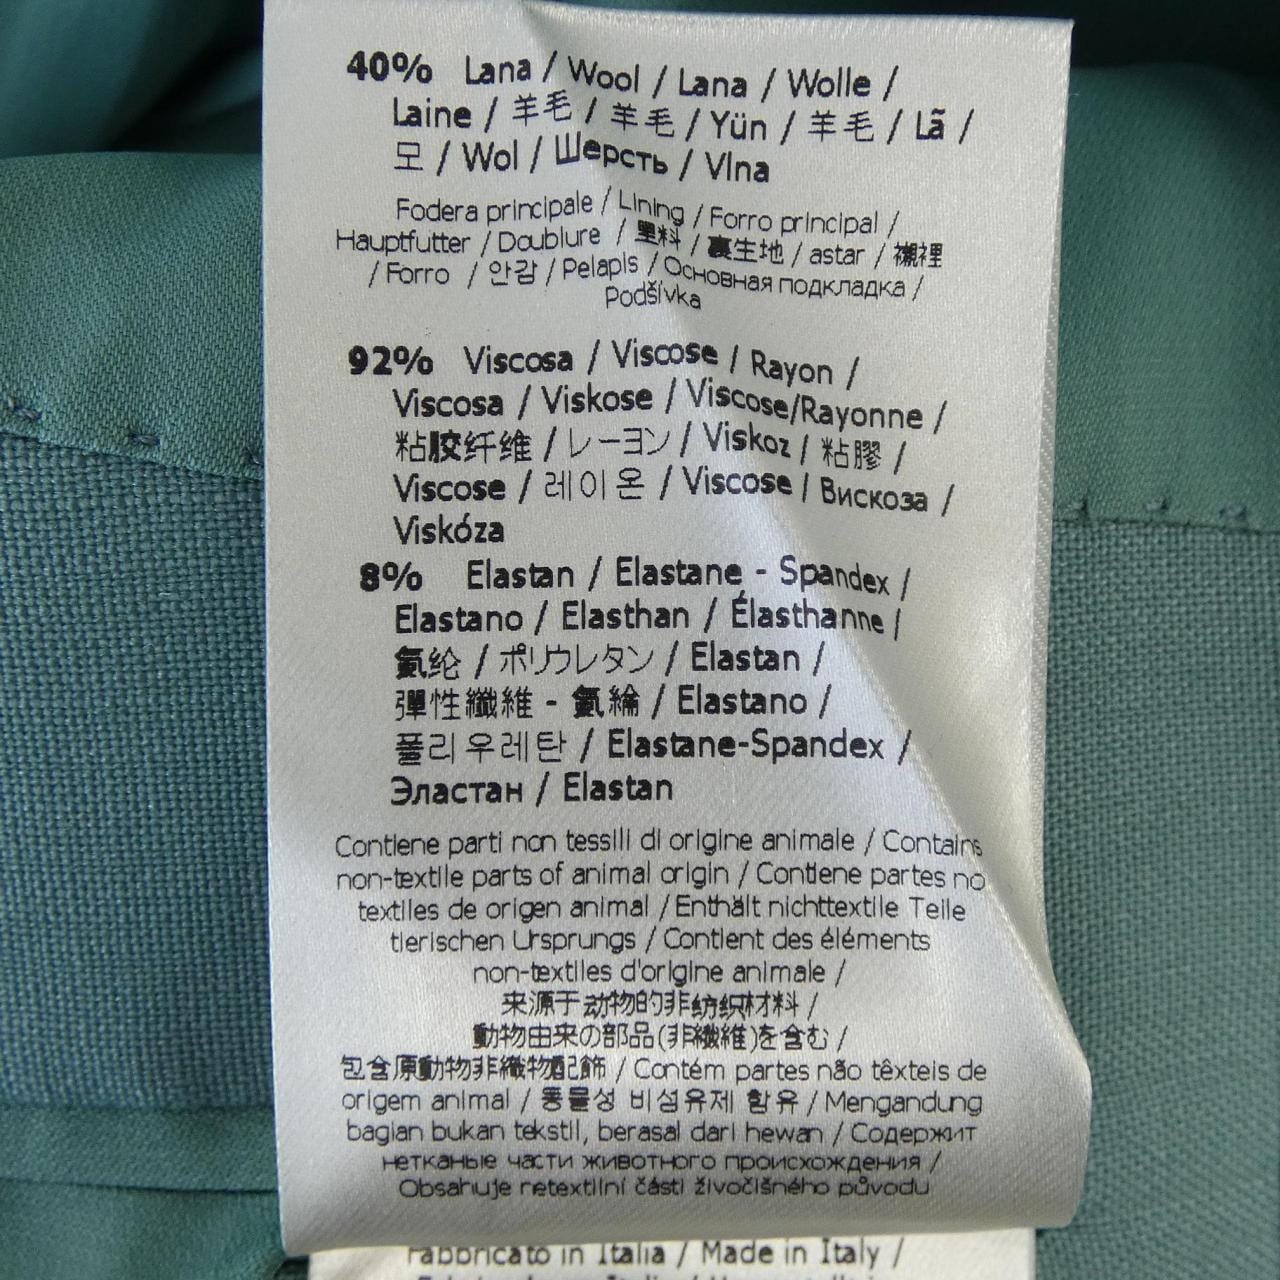 40% Lana / Wool / Lana / Wolle /
Laine / 羊毛 / 羊毛 / Yün / 羊毛 / Lã /
모 / Wol / Шерсть / Vlna
Fodera principale / Lining / Forro principal /
Hauptfutter / Doublure / 里料 / 裏生地 / astar / 襯裡
/ Forro / 안감 / Pelapis / Основная подкладка /
Podšívka
92% Viscosa / Viscose / Rayon /
Viscosa / Viskose / Viscose/Rayonne /
粘胶纤维 / レーヨン / Viskoz / 粘膠 /
Viscose / 레이온 / Viscose / Вискоза /
Viskóza
8% Elastan / Elastane - Spandex /
Elastano / Elasthan / Élasthanne /
氨纶 / ポリウレタン / Elastan /
彈性纖維 - 氨綸 / Elastano /
폴리우레탄 / Elastane-Spandex /
Эластан / Elastan
Contiene parti non tessili di origine animale / Contains
non-textile parts of animal origin / Contiene partes no
textiles de origen animal / Enthält nichttextile Teile
tierischen Ursprungs / Contient des éléments
non-textiles d'origine animale /
来源于动物的非纺织材料 /
動物由来の部品(非繊維)を含む /
包含原動物非織物配飾 / Contém partes não têxteis de
origem animal / 동물성 비섬유제 함유 / Mengandung
bagian bukan tekstil, berasal dari hewan / Содержит
нетканые части животного происхождения /
Obsahuje netextilní části živočišného původu
Fabbricato in Italia / Made in Italy /